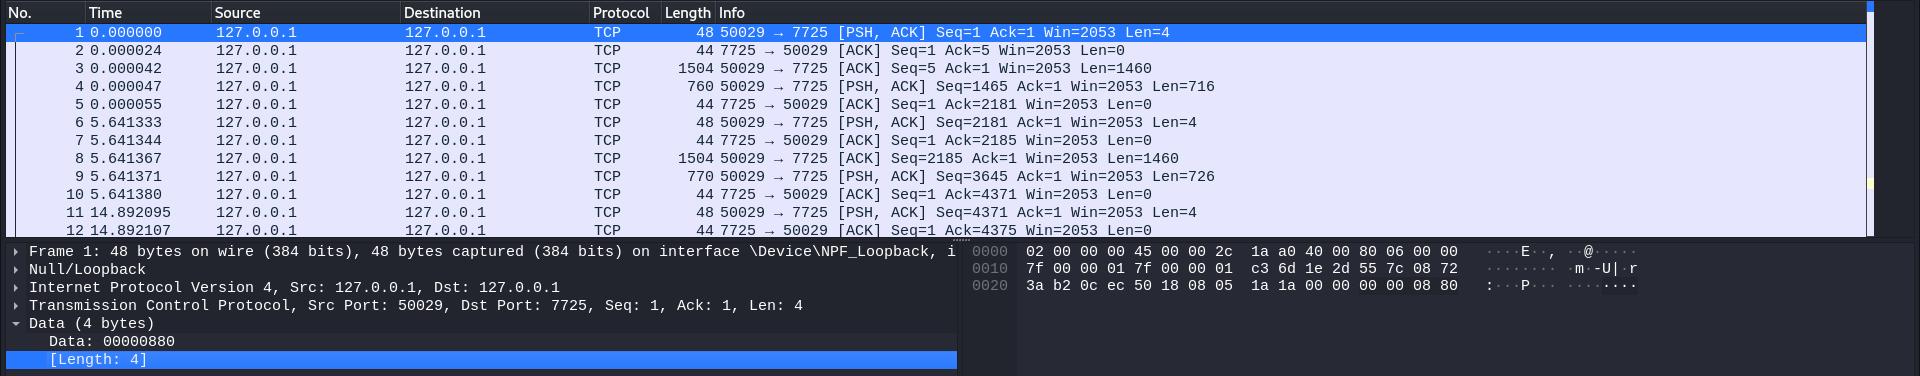 No. Time Source Destination Protocol Length Info
1 0.000000 127.0.0.1 127.0.0.1 TCP 48 50029 → 7725 [PSH, ACK] Seq=1 Ack=1 Win=2053 Len=4
2 0.000024 127.0.0.1 127.0.0.1 TCP 44 7725 → 50029 [ACK] Seq=1 Ack=5 Win=2053 Len=0
3 0.000042 127.0.0.1 127.0.0.1 TCP 1504 50029 → 7725 [ACK] Seq=5 Ack=1 Win=2053 Len=1460
4 0.000047 127.0.0.1 127.0.0.1 TCP 760 50029 → 7725 [PSH, ACK] Seq=1465 Ack=1 Win=2053 Len=716
5 0.000055 127.0.0.1 127.0.0.1 TCP 44 7725 → 50029 [ACK] Seq=1 Ack=2181 Win=2053 Len=0
6 5.641333 127.0.0.1 127.0.0.1 TCP 48 50029 → 7725 [PSH, ACK] Seq=2181 Ack=1 Win=2053 Len=4
7 5.641344 127.0.0.1 127.0.0.1 TCP 44 7725 → 50029 [ACK] Seq=1 Ack=2185 Win=2053 Len=0
8 5.641367 127.0.0.1 127.0.0.1 TCP 1504 50029 → 7725 [ACK] Seq=2185 Ack=1 Win=2053 Len=1460
9 5.641371 127.0.0.1 127.0.0.1 TCP 770 50029 → 7725 [PSH, ACK] Seq=3645 Ack=1 Win=2053 Len=726
10 5.641380 127.0.0.1 127.0.0.1 TCP 44 7725 → 50029 [ACK] Seq=1 Ack=4371 Win=2053 Len=0
11 14.892095 127.0.0.1 127.0.0.1 TCP 48 50029 → 7725 [PSH, ACK] Seq=4371 Ack=1 Win=2053 Len=4
12 14.892107 127.0.0.1 127.0.0.1 TCP 44 7725 → 50029 [ACK] Seq=1 Ack=4375 Win=2053 Len=0
Frame 1: 48 bytes on wire (384 bits), 48 bytes captured (384 bits) on interface \Device\NPF_Loopback, i
Null/Loopback
Internet Protocol Version 4, Src: 127.0.0.1, Dst: 127.0.0.1
Transmission Control Protocol, Src Port: 50029, Dst Port: 7725, Seq: 1, Ack: 1, Len: 4
Data (4 bytes)
Data: 00000880
[Length: 4]
0000 02 00 00 00 45 00 00 2c 1a a0 40 00 80 06 00 00 ····E··, ··@·····
0010 7f 00 00 01 7f 00 00 01 c3 6d 1e 2d 55 7c 08 72 ········ ·m·-U|·r
0020 3a b2 0c ec 50 18 08 05 1a 1a 00 00 00 00 08 80 :···P··· ········